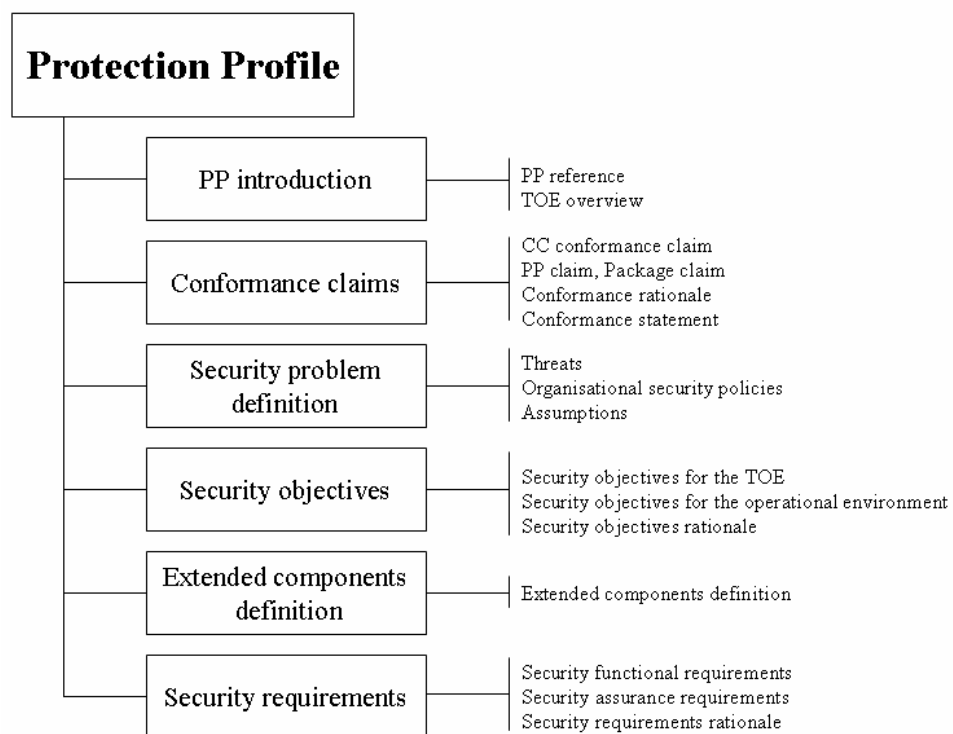 Protection Profile
PP introduction
PP reference
TOE overview
Conformance claims
CC conformance claim
PP claim, Package claim
Conformance rationale
Conformance statement
Security problem
definition
Threats
Organisational security policies
Assumptions
Security objectives
Security objectives for the TOE
Security objectives for the operational environment
Security objectives rationale
Extended components
definition
Extended components definition
Security requirements
Security functional requirements
Security assurance requirements
Security requirements rationale